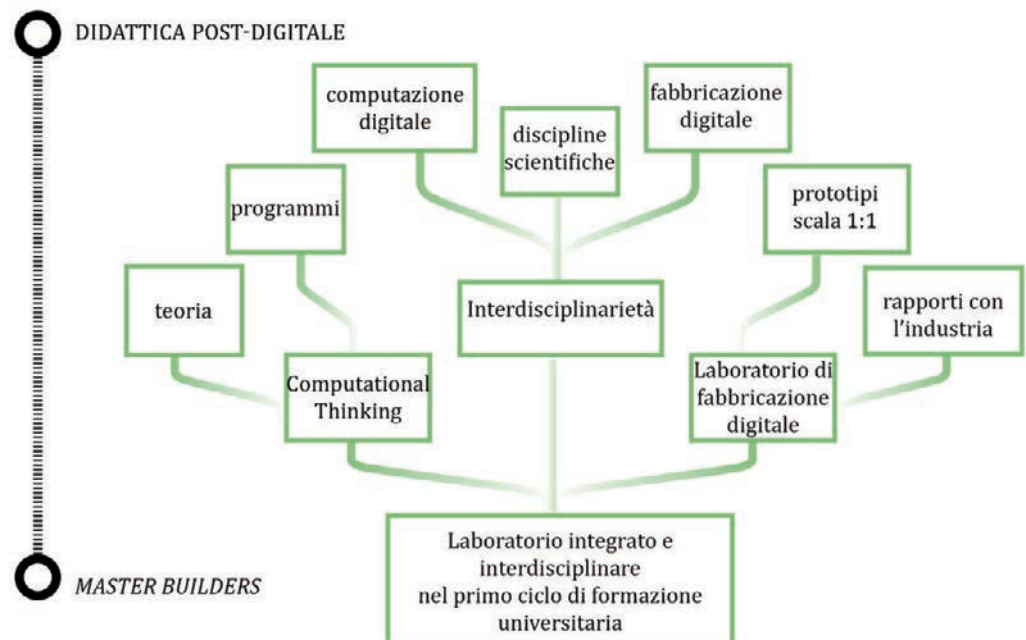 DIDATTICA POST-DIGITALE
computazione
digitale
discipline
scientifiche
fabbricazione
digitale
programmi
prototipi
scala 1:1
teoria
Interdisciplinarietà
rapporti con
l'industria
Computational
Thinking
Laboratorio di
fabbricazione
digitale
Laboratorio integrato e
interdisciplinare
nel primo ciclo di formazione
universitaria
MASTER BUILDERS